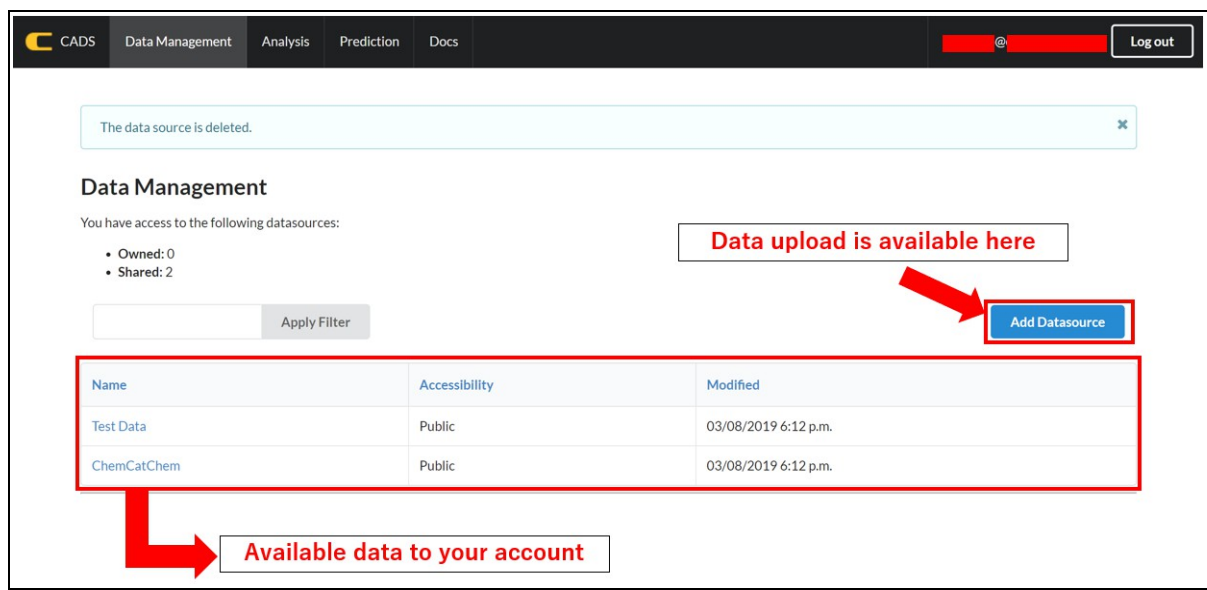 CADS Data Management Analysis Prediction Docs @ Log out
The data source is deleted. ×
Data Management
You have access to the following datasources:
• Owned: 0
• Shared: 2
Data upload is available here
Apply Filter Add Datasource
Name Accessibility Modified
Test Data Public 03/08/2019 6:12 p.m.
ChemCatChem Public 03/08/2019 6:12 p.m.
Available data to your account